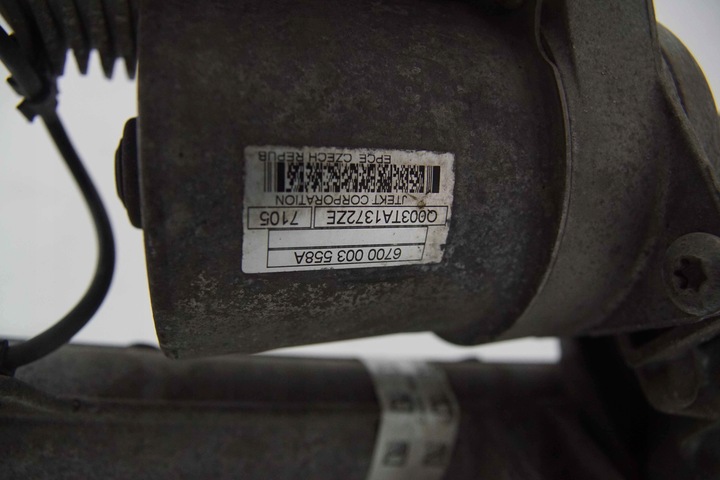 6700 003 558A
Q003TA1372ZE 7105
JTEKT CORPORATION
EPCE CZECH REPUB